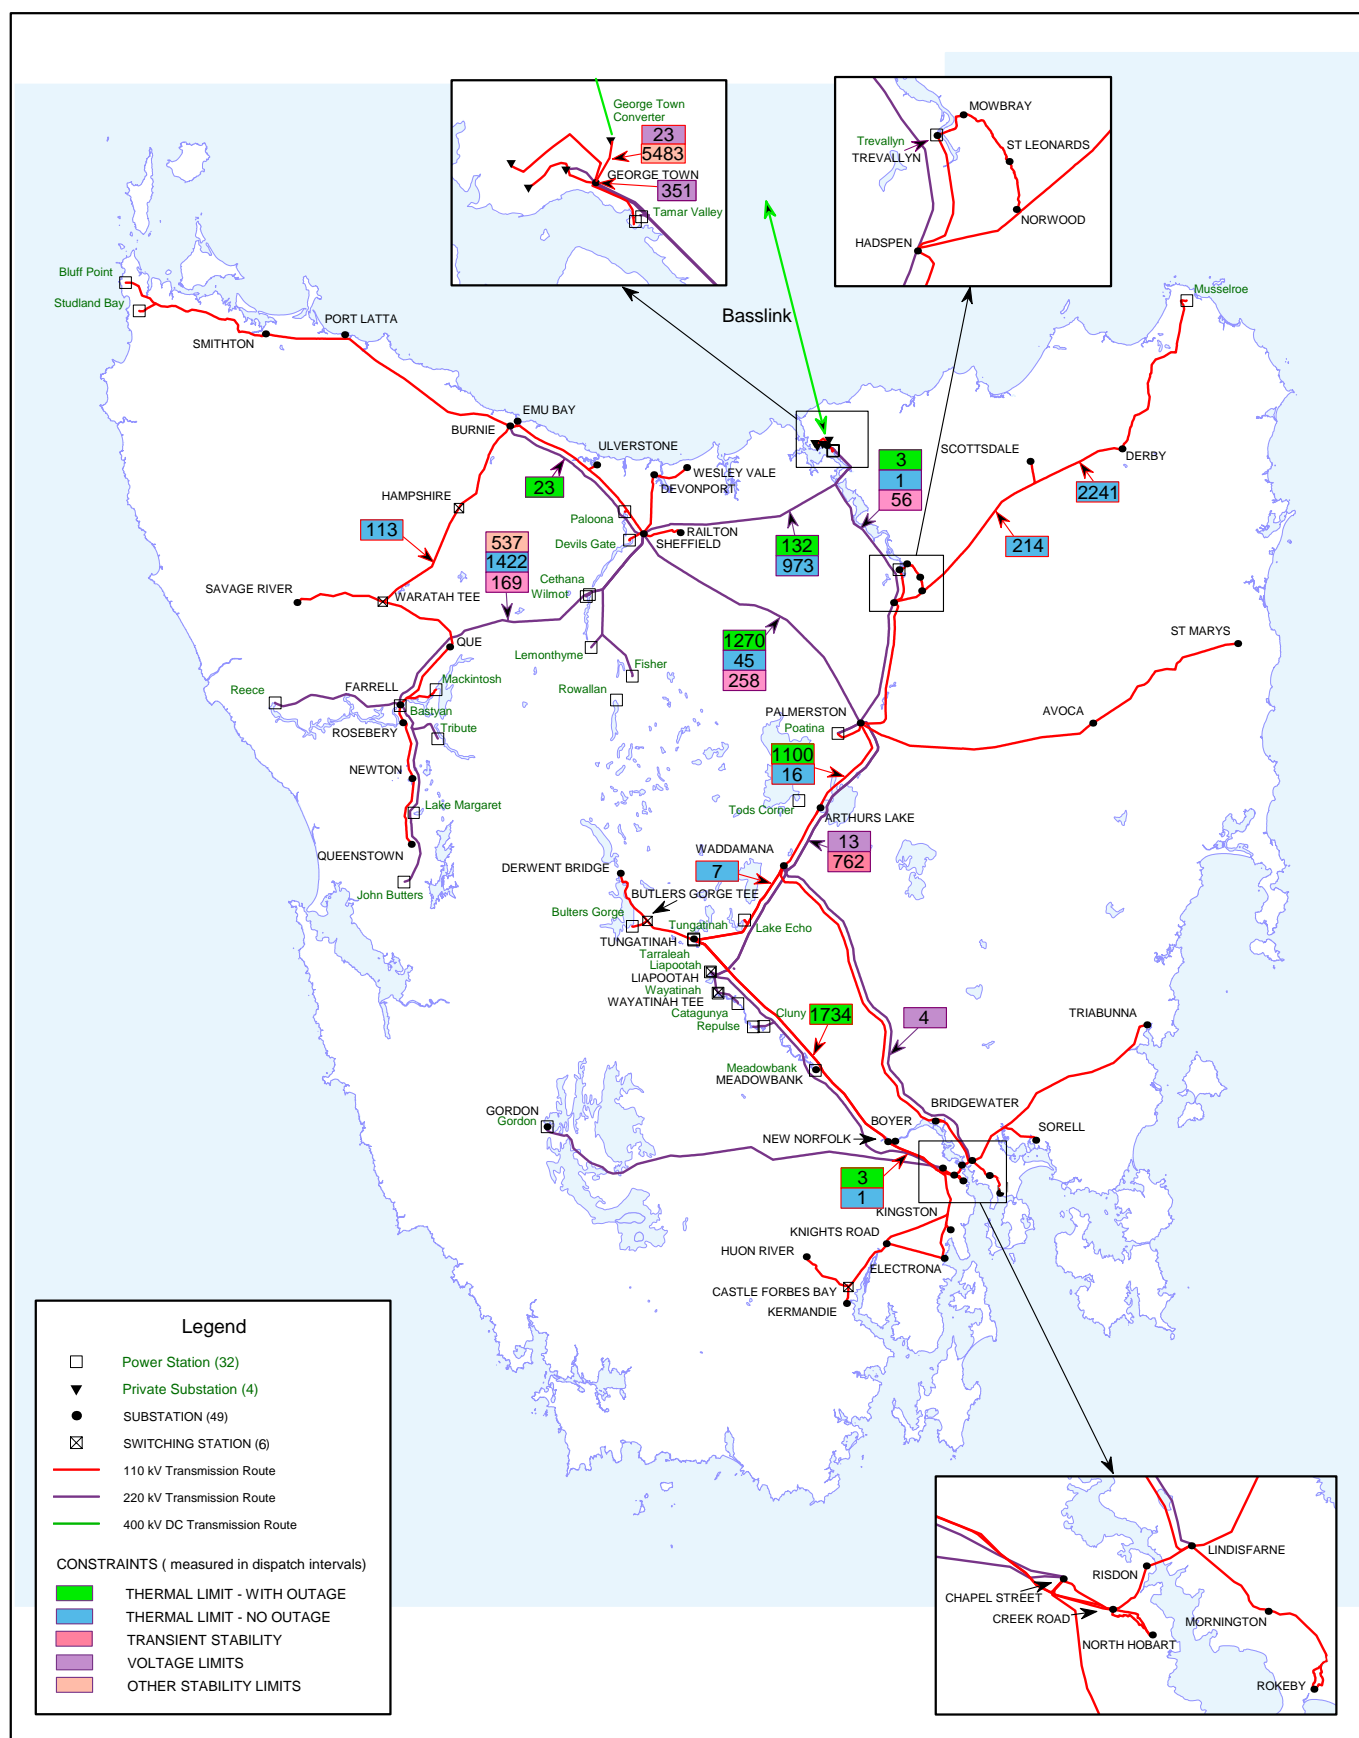 George Town
Converter
23
5483
GEORGE TOWN
351
Tamar Valley
MOWBRAY
Trevallyn
TREVALLYN
ST LEONARDS
NORWOOD
HADSPEN
Basslink
Bluff Point
Studland Bay
SMITHTON
PORT LATTA
Musselroe
EMU BAY
BURNIE
ULVERSTONE
WESLEY VALE
DEVONPORT
23
HAMPSHIRE
113
Paloona
Devils Gate
RAILTON
SHEFFIELD
3
1
56
SCOTTSDALE
DERBY
2241
214
132
973
537
1422
169
Cethana
Wilmot
SAVAGE RIVER
WARATAH TEE
QUE
Lemonthyme
Fisher
Rowallan
1270
45
258
ST MARYS
AVOCA
FARRELL
Mackintosh
Reece
Bastyan
ROSEBERY
Tribute
NEWTON
Lake Margaret
QUEENSTOWN
John Butters
PALMERSTON
Poatina
1100
16
Tods Corner
ARTHURS LAKE
13
762
WADDAMANA
7
DERWENT BRIDGE
BUTLERS GORGE TEE
Bulters Gorge
Tungatinah
Lake Echo
TUNGATINAH
Tarraleah
Liapootah
LIAPOOTAH
Wayatinah
WAYATINAH TEE
Catagunya
Cluny
Repulse
1734
4
TRIABUNNA
Meadowbank
MEADOWBANK
GORDON
Gordon
BRIDGEWATER
BOYER
SORELL
NEW NORFOLK
3
1
KINGSTON
KNIGHTS ROAD
HUON RIVER
ELECTRONA
CASTLE FORBES BAY
KERMANDIE
Legend
Power Station (32)
Private Substation (4)
SUBSTATION (49)
SWITCHING STATION (6)
110 kV Transmission Route
220 kV Transmission Route
400 kV DC Transmission Route
CONSTRAINTS ( measured in dispatch intervals)
THERMAL LIMIT - WITH OUTAGE
THERMAL LIMIT - NO OUTAGE
TRANSIENT STABILITY
VOLTAGE LIMITS
OTHER STABILITY LIMITS
LINDISFARNE
RISDON
CHAPEL STREET
CREEK ROAD
MORNINGTON
NORTH HOBART
ROKEBY